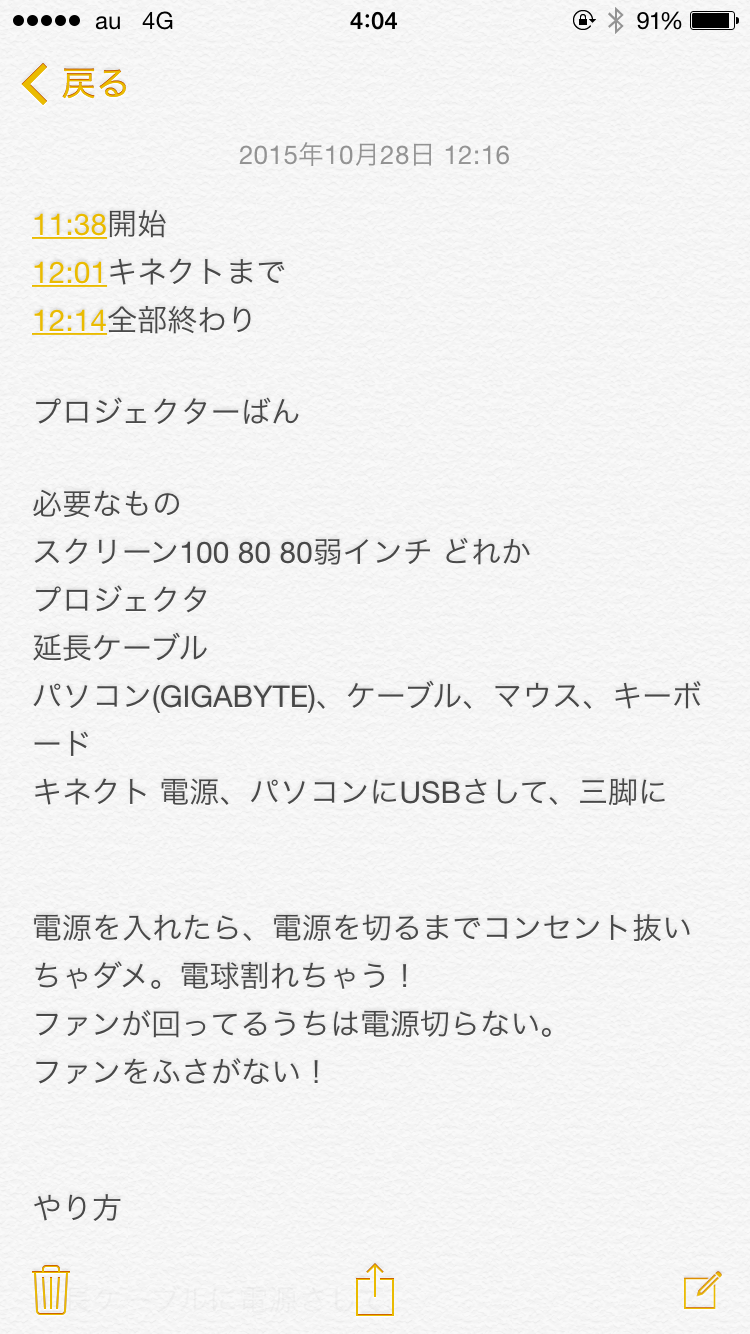 au 4G 4:04 91%
戻る
2015年10月28日 12:16
11:38開始
12:01キネクトまで
12:14全部終わり
プロジェクターばん
必要なもの
スクリーン100 80 80弱インチ どれか
プロジェクタ
延長ケーブル
パソコン(GIGABYTE)、ケーブル、マウス、キーボ
ード
キネクト 電源、パソコンにUSBさして、三脚に
電源を入れたら、電源を切るまでコンセント抜い
ちゃダメ。電球割れちゃう！
ファンが回ってるうちは電源切らない。
ファンをふさがない！
やり方